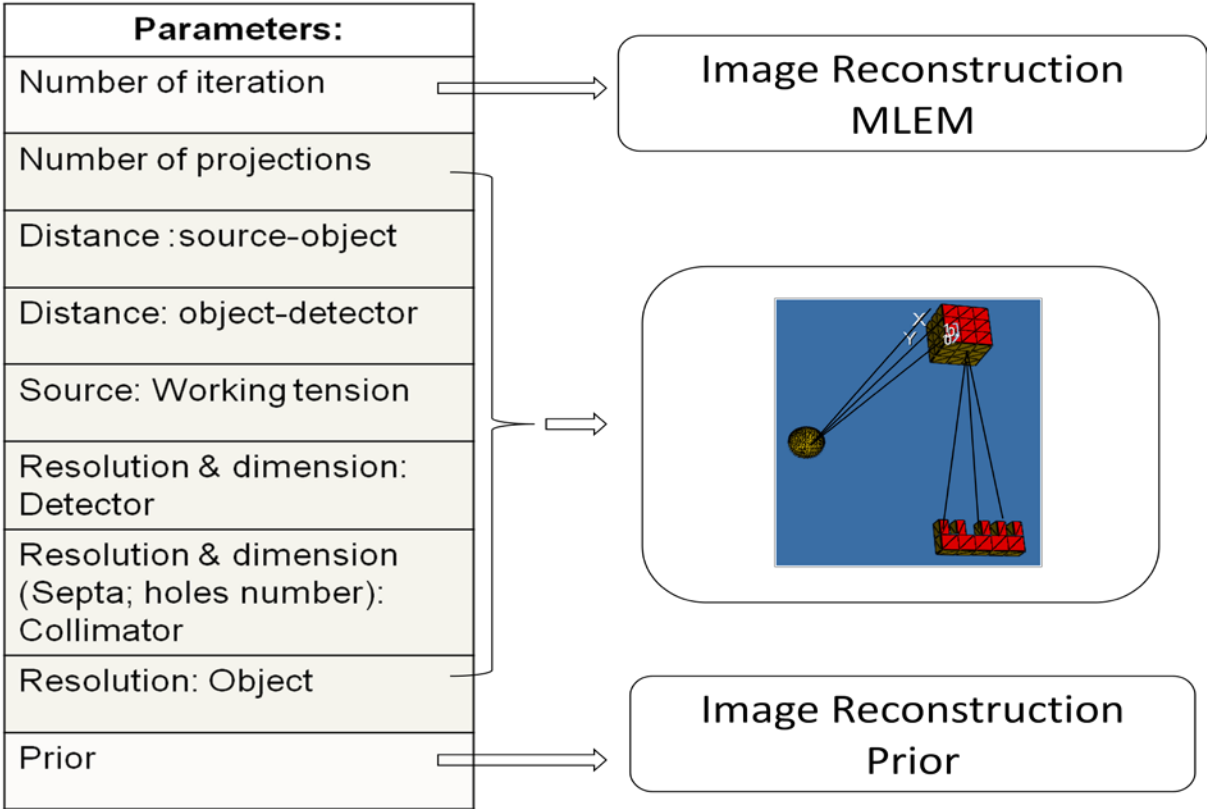 Parameters:
Number of iteration
Number of projections
Distance :source-object
Distance: object-detector
Source: Working tension
Resolution & dimension:
Detector
Resolution & dimension
(Septa; holes number):
Collimator
Resolution: Object
Prior
Image Reconstruction
MLEM
X
Y
Image Reconstruction
Prior